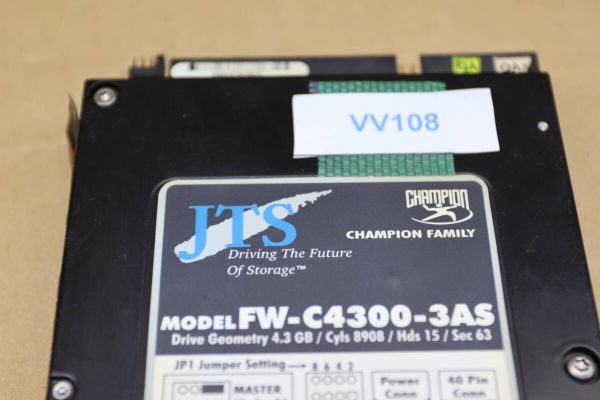 QA
QA1
VV108
CHAMPION
JTS
CHAMPION FAMILY
Driving The Future
Of Storage™
MODEL FW-C4300-3AS
Drive Geometry 4.3 GB / Cyls 8908 / Hds 15 / Sec 63
JP1 Jumper Setting → 8 6 4 2
MASTER
Power
Conn
40 Pin
Conn